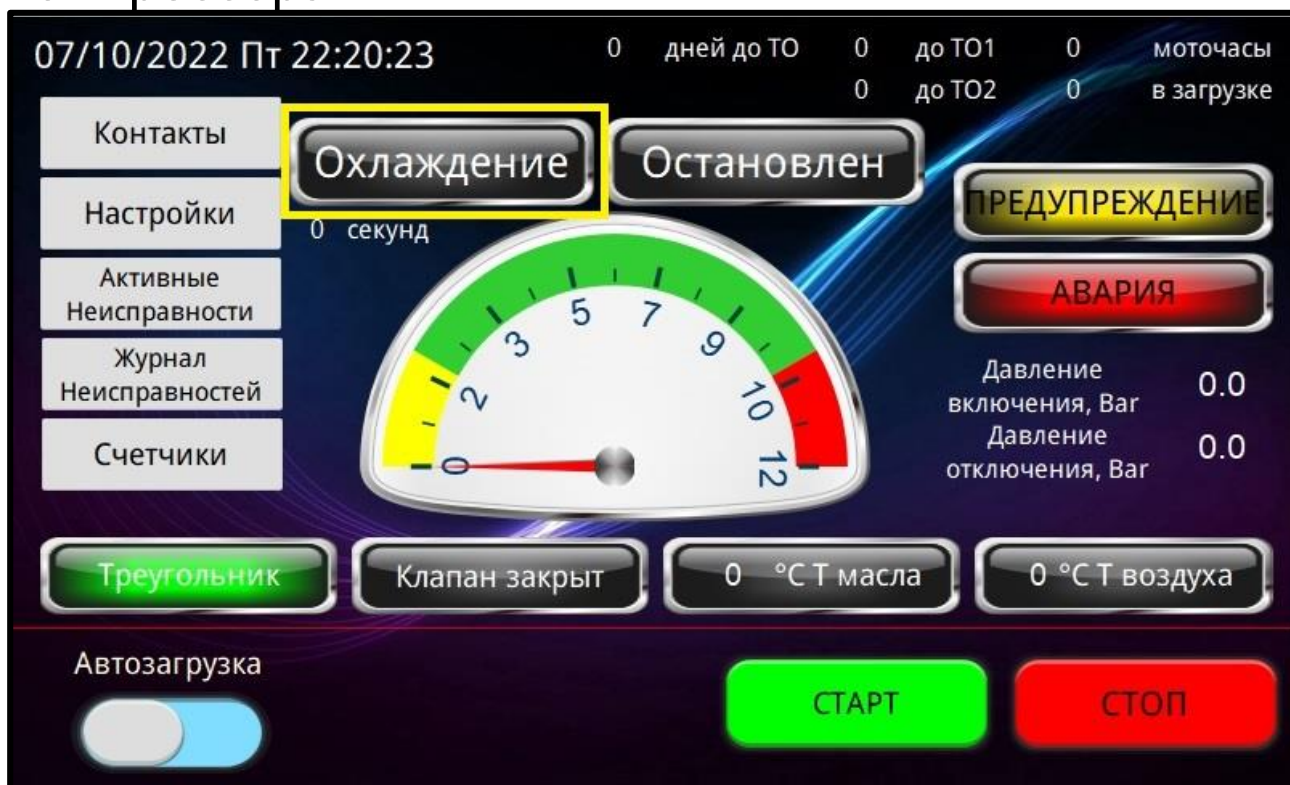 07/10/2022 Пт 22:20:23
0 дней до ТО 0 до ТО1 0 моточасы
0 до ТО2 0 в загрузке
Контакты
Настройки
Активные
Неисправности
Журнал
Неисправностей
Счетчики
Охлаждение
Остановлен
0 секунд
ПРЕДУПРЕЖДЕНИЕ
АВАРИЯ
0 2 3 5 7 9 10 12
Давление
включения, Bar 0.0
Давление
отключения, Bar 0.0
Треугольник
Клапан закрыт
0 °C Т масла
0 °C Т воздуха
Автозагрузка
СТАРТ
СТОП